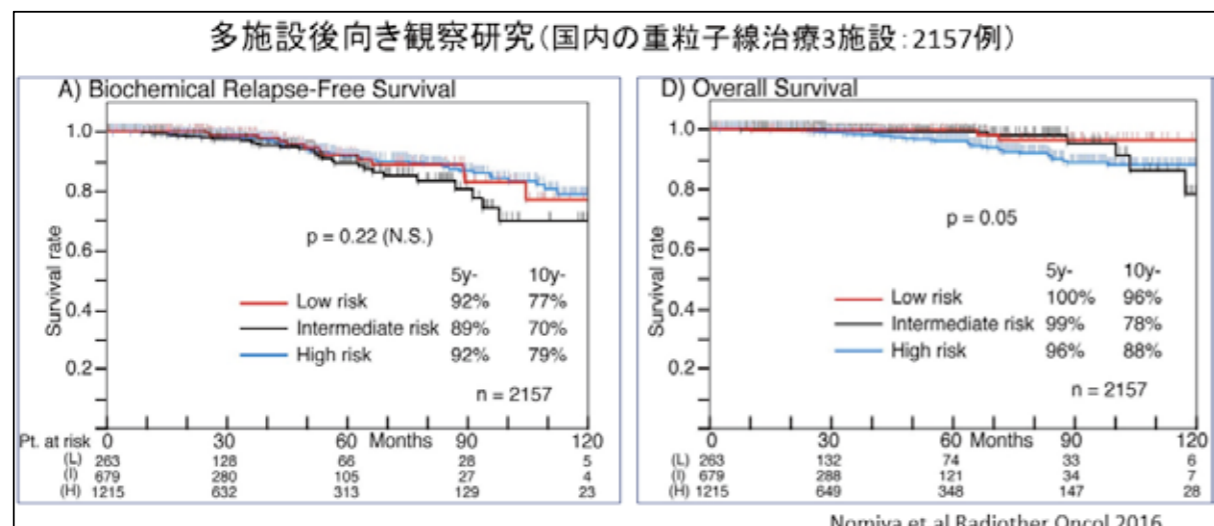 多施設後向き観察研究(国内の重粒子線治療3施設:2157例)
A) Biochemical Relapse-Free Survival
Survival rate
1.0
0.8
0.6
0.4
0.2
p = 0.22 (N.S.)
5y- 10y-
Low risk 92% 77%
Intermediate risk 89% 70%
High risk 92% 79%
n = 2157
Pt. at risk 0 30 60 Months 90 120
(L) 263 128 66 28 5
(I) 679 280 105 27 4
(H) 1215 632 313 129 23
D) Overall Survival
Survival rate
1.0
0.8
0.6
0.4
0.2
p = 0.05
5y- 10y-
Low risk 100% 96%
Intermediate risk 99% 78%
High risk 96% 88%
n = 2157
0 30 60 Months 90 120
(L) 263 132 74 33 6
(I) 679 288 121 34 7
(H) 1215 649 348 147 28
Nomiya et al Radiother Oncol 2016